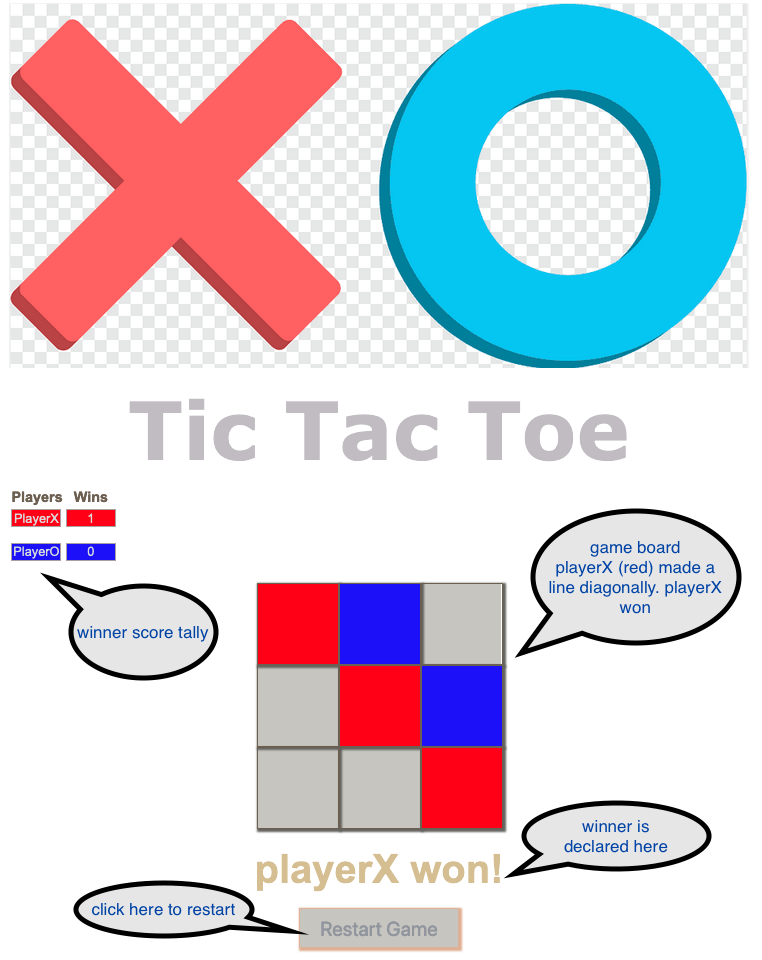 Tic Tac Toe
Players Wins
PlayerX 1
PlayerO 0
winner score tally
game board
playerX (red) made a
line diagonally. playerX
won
winner is
declared here
playerX won!
click here to restart
Restart Game